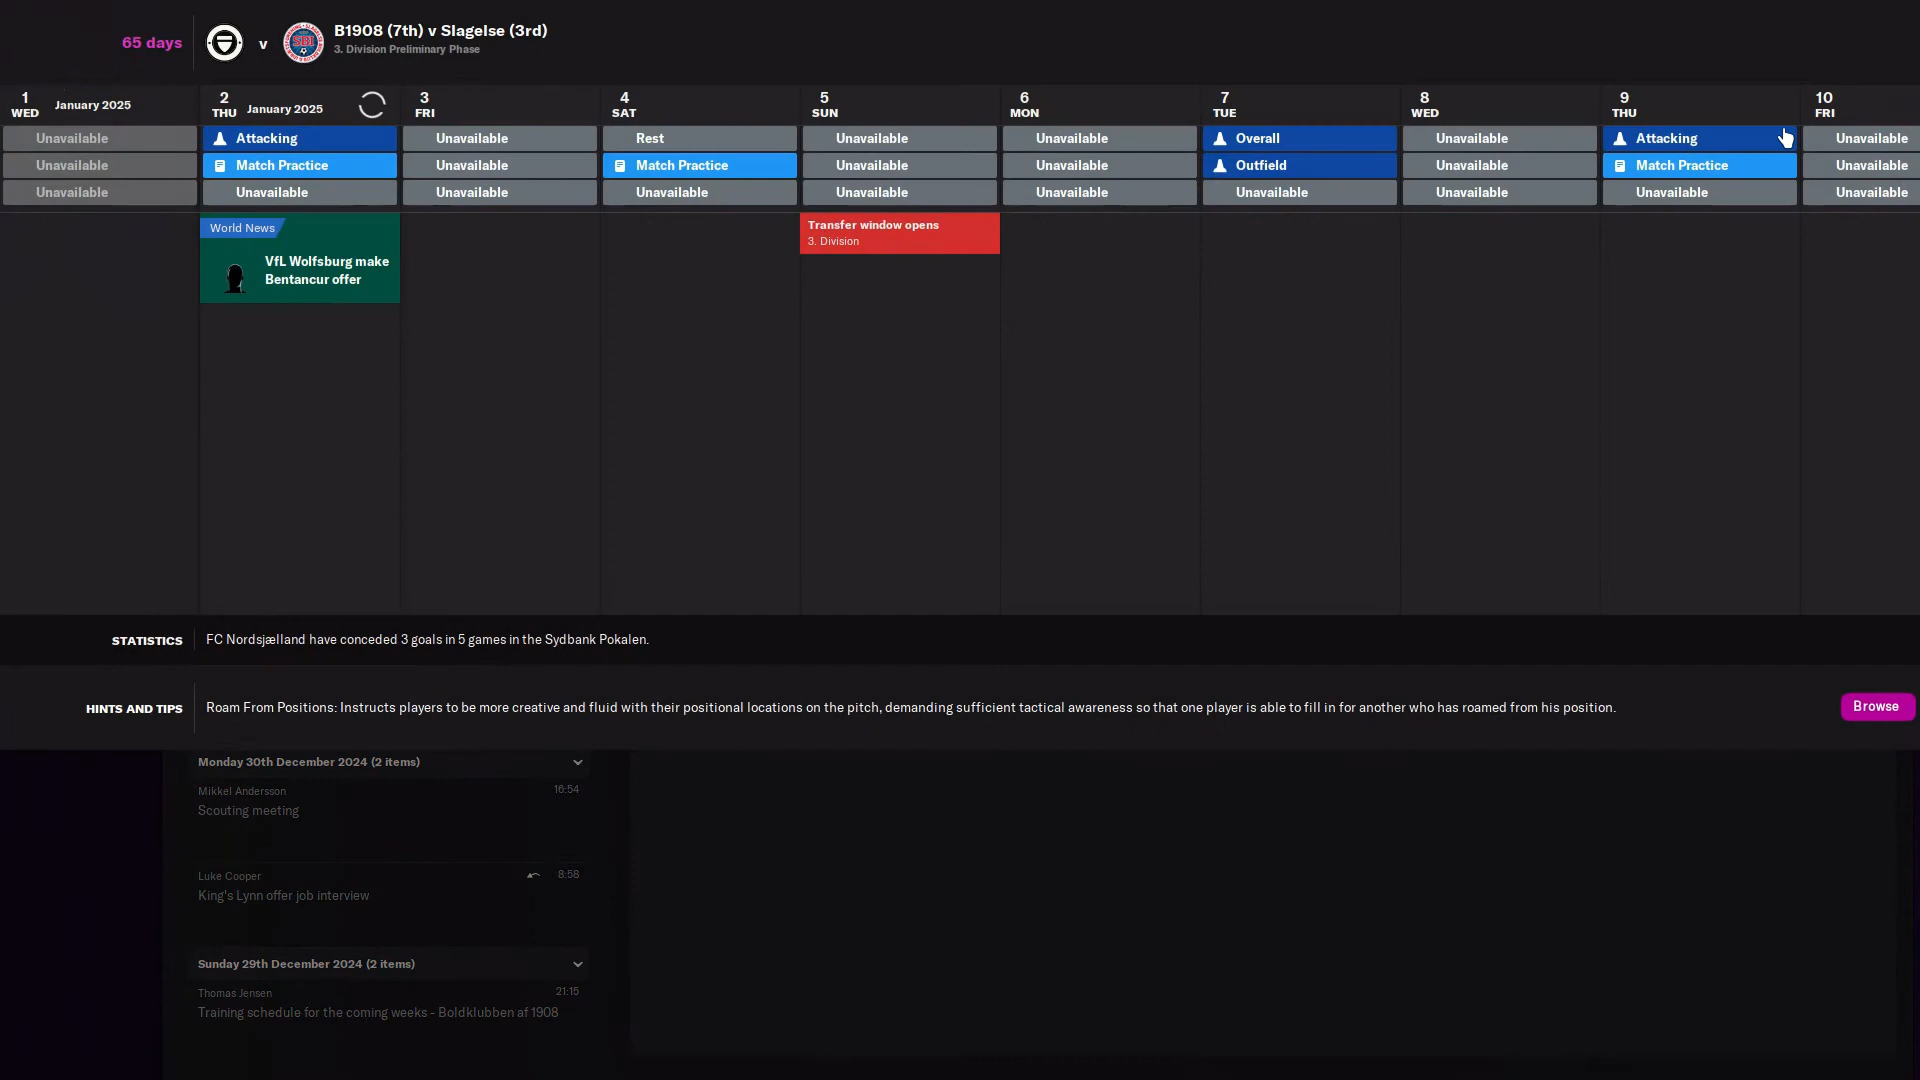 65 days
v
B1908 (7th) v Slagelse (3rd)
3. Division Preliminary Phase
1
WED
January 2025
2
THU
January 2025
3
FRI
4
SAT
5
SUN
6
MON
7
TUE
8
WED
9
THU
10
FRI
Unavailable
Attacking
Unavailable
Rest
Unavailable
Unavailable
Overall
Unavailable
Attacking
Unavailable
Unavailable
Match Practice
Unavailable
Match Practice
Unavailable
Unavailable
Outfield
Unavailable
Match Practice
Unavailable
Unavailable
Unavailable
Unavailable
Unavailable
Unavailable
Unavailable
Unavailable
Unavailable
Unavailable
Unavailable
World News
VfL Wolfsburg make
Bentancur offer
Transfer window opens
3. Division
STATISTICS
FC Nordsjælland have conceded 3 goals in 5 games in the Sydbank Pokalen.
HINTS AND TIPS
Roam From Positions: Instructs players to be more creative and fluid with their positional locations on the pitch, demanding sufficient tactical awareness so that one player is able to fill in for another who has roamed from his position.
Browse
Monday 30th December 2024 (2 items)
Mikkel Andersson
16:54
Scouting meeting
Luke Cooper
8:58
King's Lynn offer job interview
Sunday 29th December 2024 (2 items)
Thomas Jensen
21:15
Training schedule for the coming weeks - Boldklubben af 1908